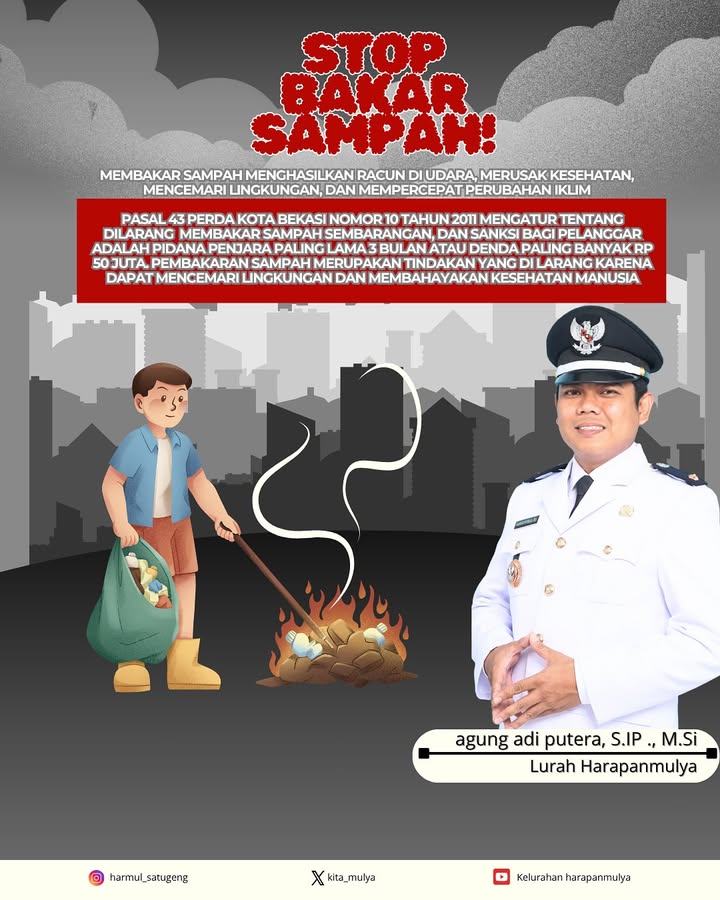 STOP
BAKAR
SAMPAH!
MEMBAKAR SAMPAH MENGHASILKAN RACUN DI UDARA, MERUSAK KESEHATAN,
MENCEMARI LINGKUNGAN, DAN MEMPERCEPAT PERUBAHAN IKLIM
PASAL 43 PERDA KOTA BEKASI NOMOR 10 TAHUN 2011 MENGATUR TENTANG
DILARANG MEMBAKAR SAMPAH SEMBARANGAN, DAN SANKSI BAGI PELANGGAR
ADALAH PIDANA PENJARA PALING LAMA 3 BULAN ATAU DENDA PALING BANYAK RP
50 JUTA. PEMBAKARAN SAMPAH MERUPAKAN TINDAKAN YANG DI LARANG KARENA
DAPAT MENCEMARI LINGKUNGAN DAN MEMBAHAYAKAN KESEHATAN MANUSIA
agung adi putera, S.IP ., M.Si
Lurah Harapanmulya
harmul_satugeng
kita_mulya
Kelurahan harapanmulya